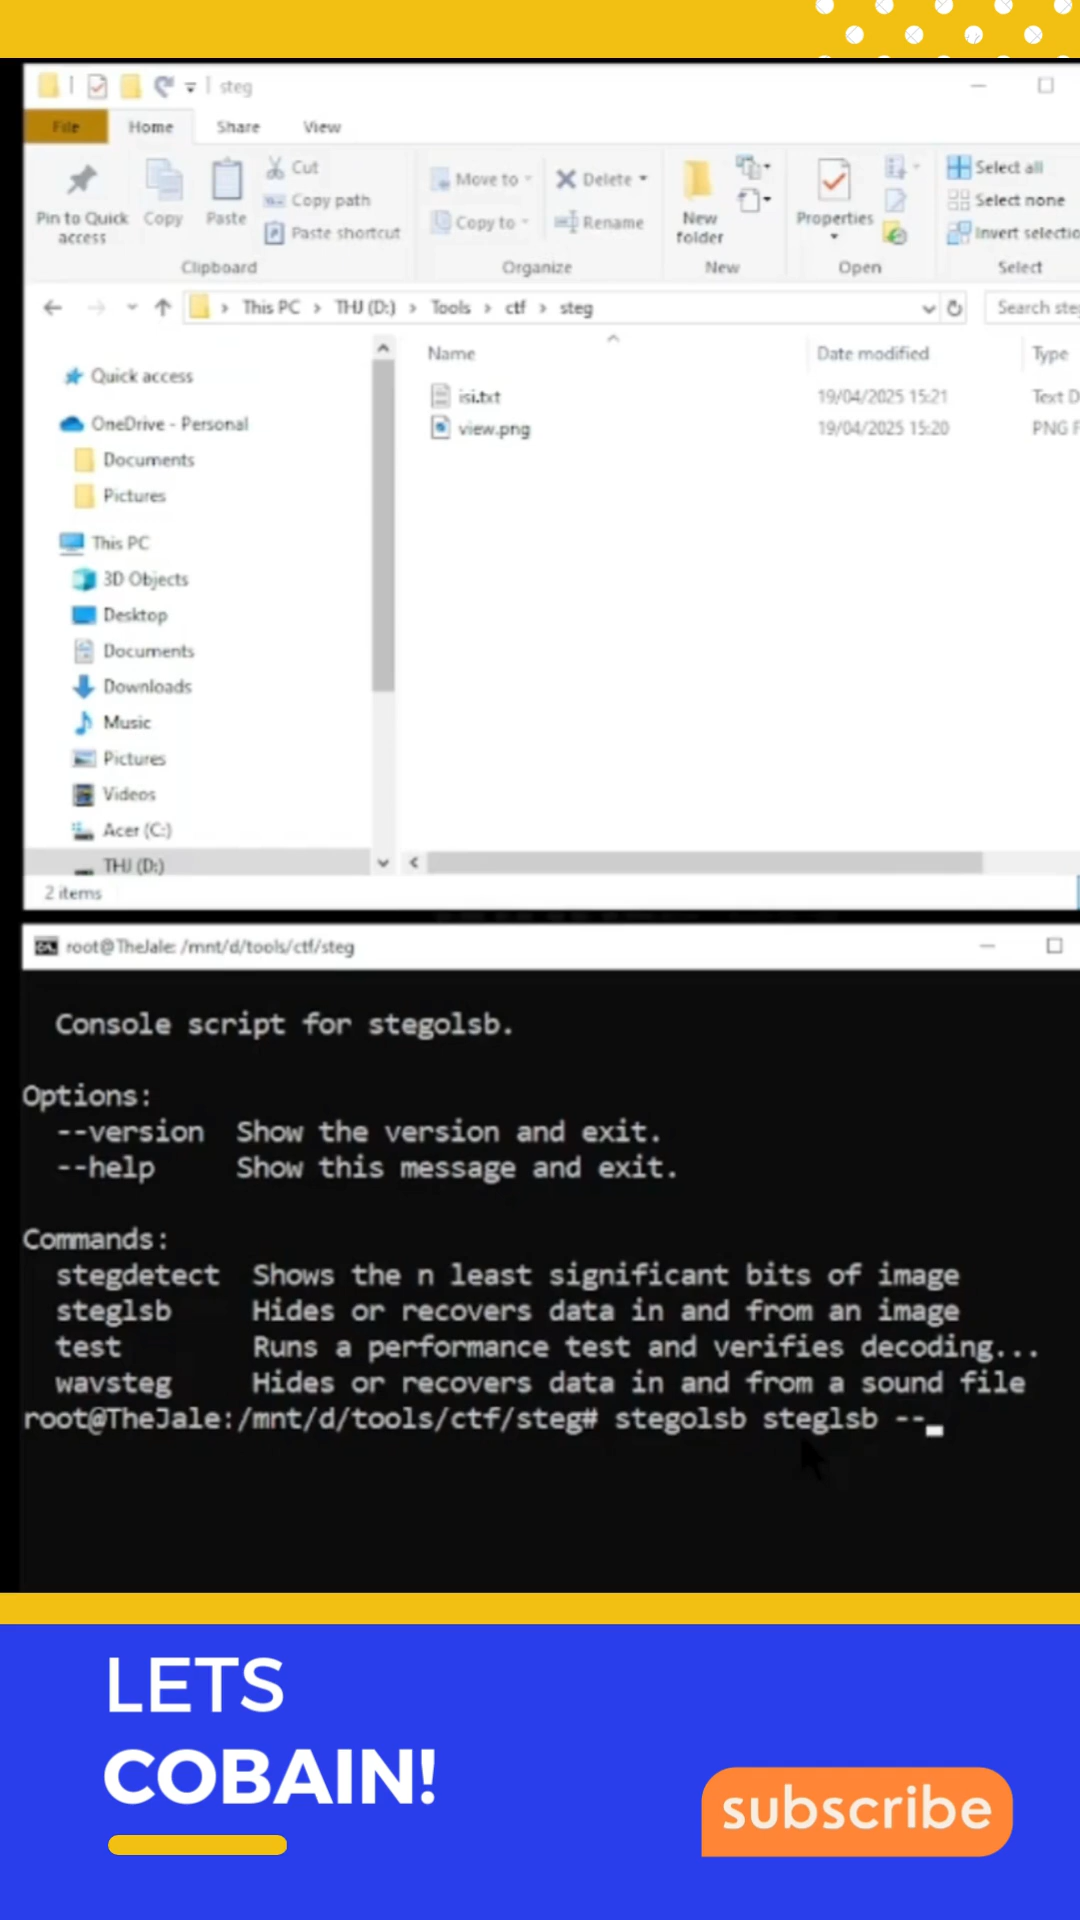 steg
File Home Share View
Pin to Quick access
Copy
Paste
Cut
Copy path
Paste shortcut
Clipboard
Move to
Copy to
Delete
Rename
Organize
New folder
New
Properties
Open
Select all
Select none
Invert selectio
Select
This PC > THJ (D:) > Tools > ctf > steg
Search ste
Name Date modified Type
isi.txt 19/04/2025 15:21 Text D
view.png 19/04/2025 15:20 PNG F
Quick access
OneDrive - Personal
Documents
Pictures
This PC
3D Objects
Desktop
Documents
Downloads
Music
Pictures
Videos
Acer (C:)
THJ (D:)
2 items
root@TheJale: /mnt/d/tools/ctf/steg
Console script for stegolsb.
Options:
--version Show the version and exit.
--help Show this message and exit.
Commands:
stegdetect Shows the n least significant bits of image
steglsb Hides or recovers data in and from an image
test Runs a performance test and verifies decoding...
wavsteg Hides or recovers data in and from a sound file
root@TheJale:/mnt/d/tools/ctf/steg# stegolsb steglsb --
LETS
COBAIN!
subscribe